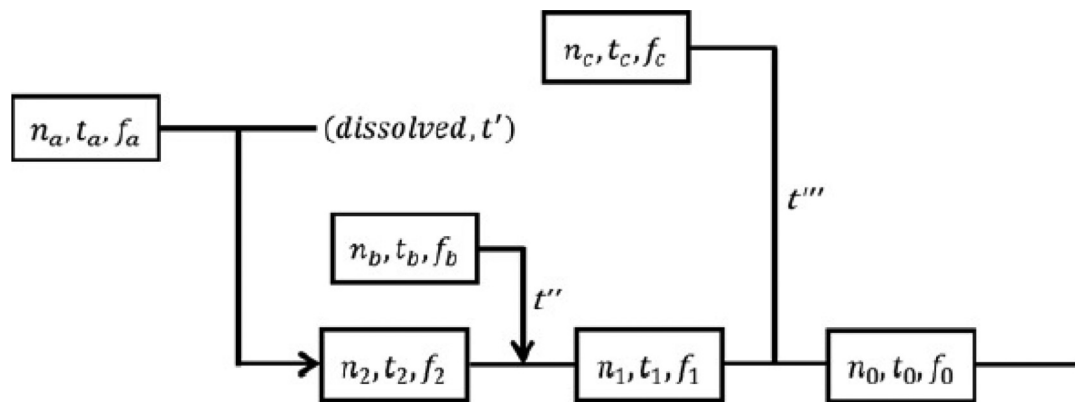 n_c, t_c, f_c
n_a, t_a, f_a
(dissolved, t′)
t‴
n_b, t_b, f_b
t″
n_2, t_2, f_2
n_1, t_1, f_1
n_0, t_0, f_0